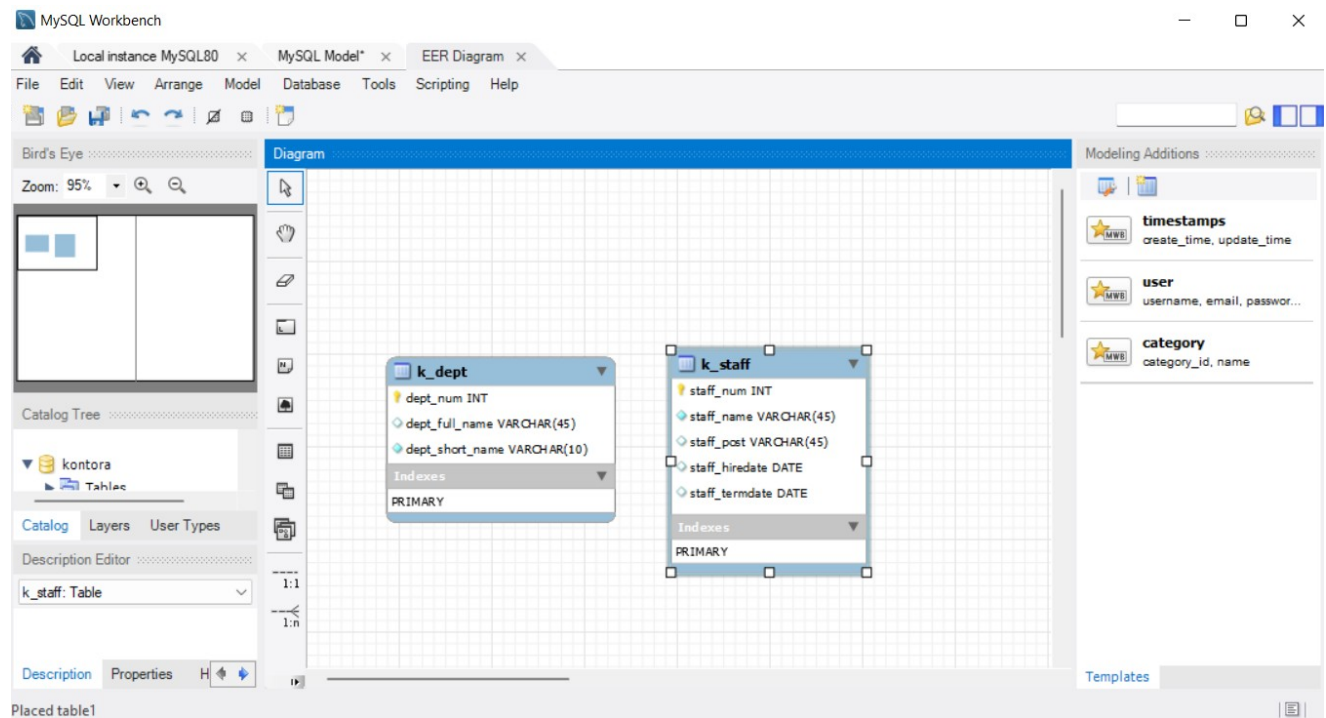 MySQL Workbench
Local instance MySQL80
MySQL Model*
EER Diagram
File Edit View Arrange Model Database Tools Scripting Help
Bird's Eye
Zoom: 95%
Catalog Tree
kontora
Tables
Catalog Layers User Types
Description Editor
k_staff: Table
Description Properties H
Placed table1
Diagram
1:1
1:n
k_dept
dept_num INT
dept_full_name VARCHAR(45)
dept_short_name VARCHAR(10)
Indexes
PRIMARY
k_staff
staff_num INT
staff_name VARCHAR(45)
staff_post VARCHAR(45)
staff_hiredate DATE
staff_termdate DATE
Indexes
PRIMARY
Modeling Additions
MWB
timestamps
create_time, update_time
MWB
user
username, email, passwor...
MWB
category
category_id, name
Templates